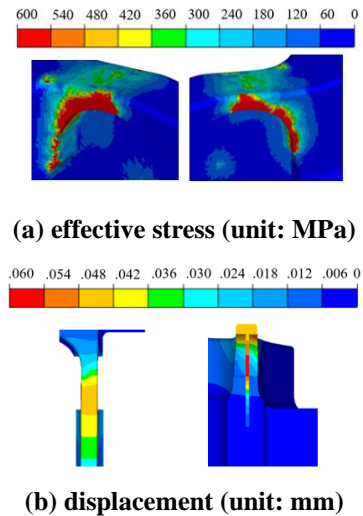 600 540 480 420 360 300 240 180 120 60 0
(a) effective stress (unit: MPa)
.060 .054 .048 .042 .036 .030 .024 .018 .012 .006 0
(b) displacement (unit: mm)